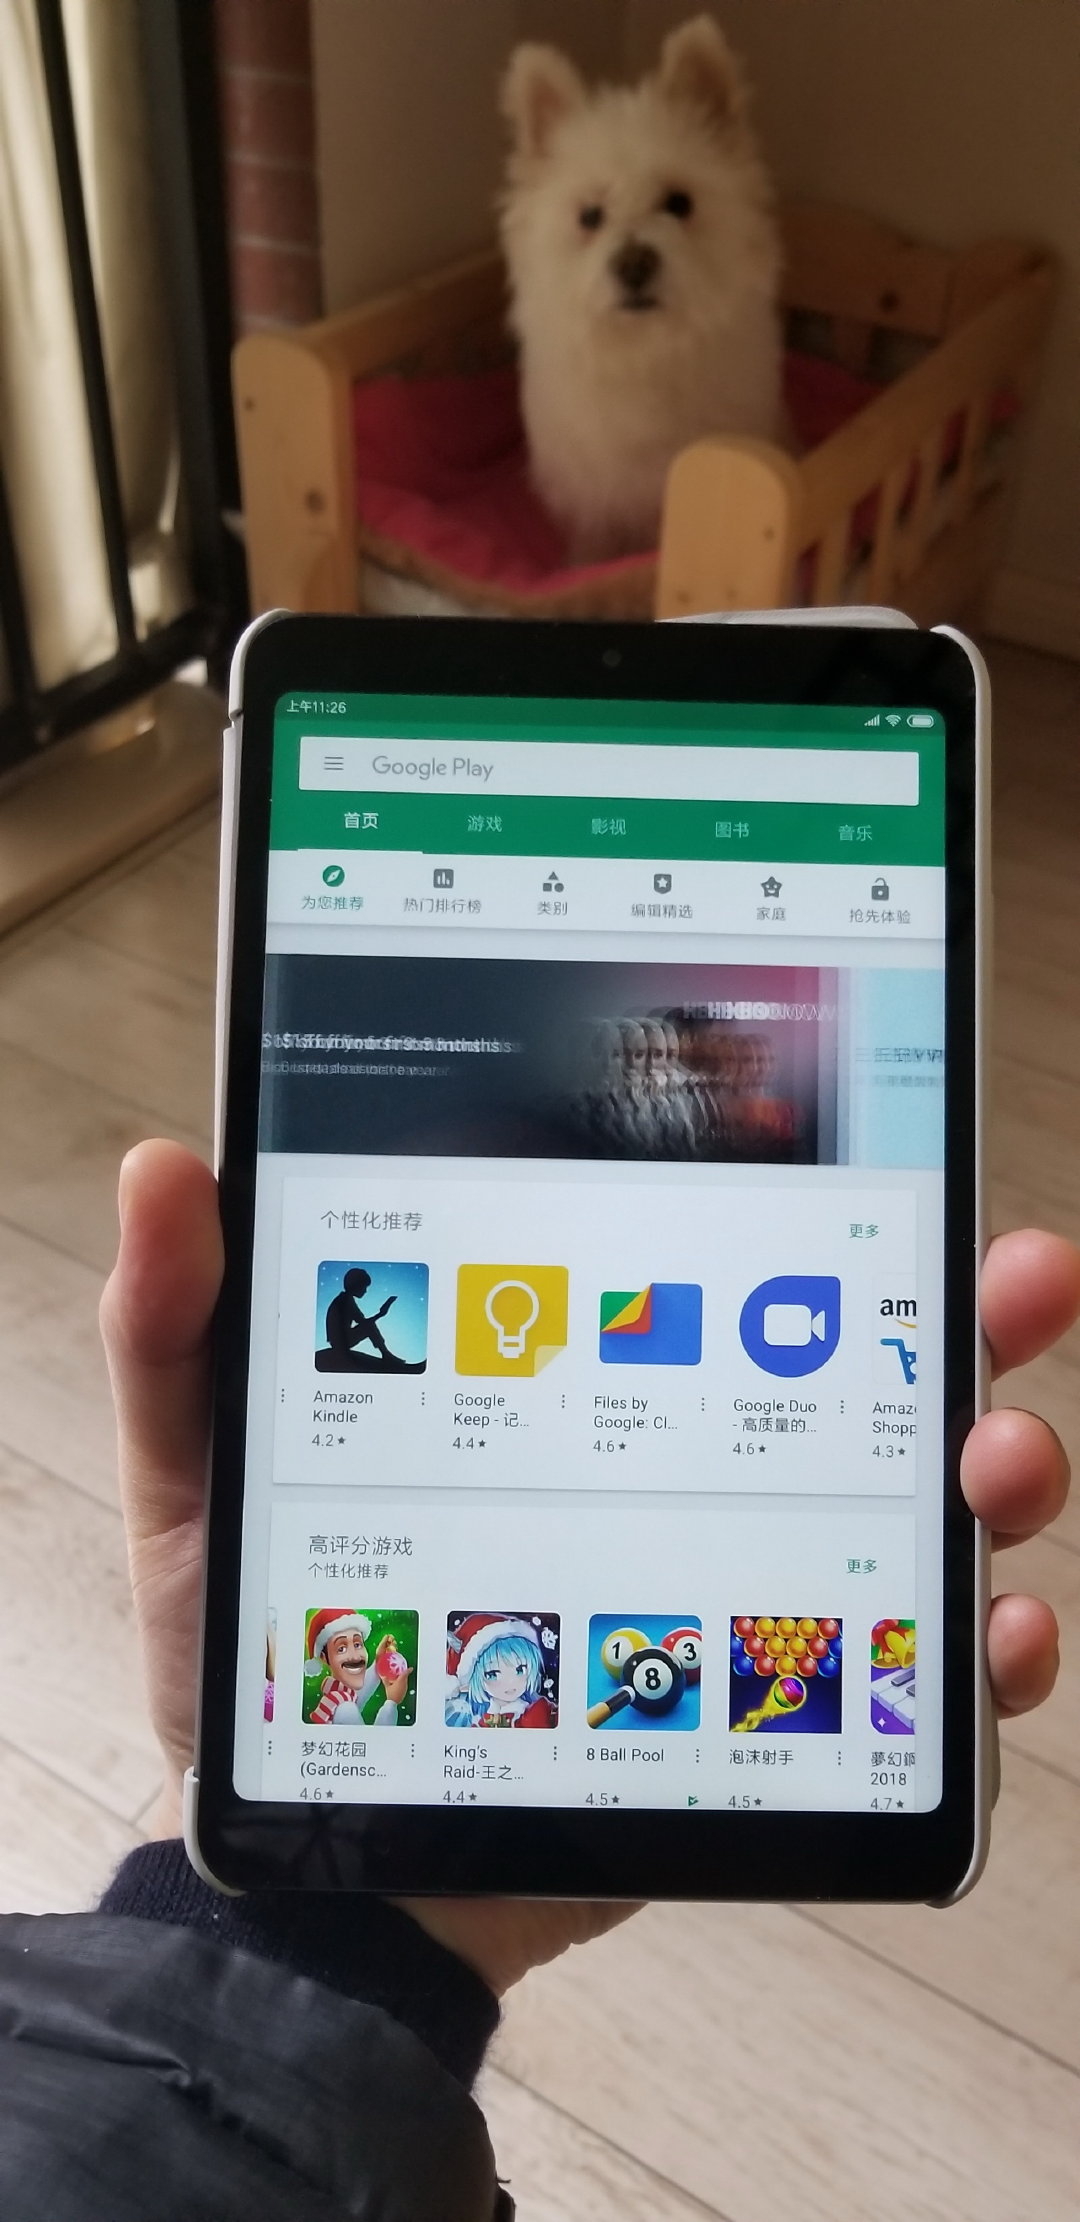 上午11:26
Google Play
首页 游戏 影视 图书 音乐
为您推荐 热门排行榜 类别 编辑精选 家庭 抢先体验
个性化推荐 更多
Amazon
Kindle
4.2★
Google
Keep - 记...
4.4★
Files by
Google: Cl...
4.6★
Google Duo
- 高质量的...
4.6★
am
Amaz
Shopp
4.3★
高评分游戏
个性化推荐
更多
1 8 3
梦幻花园
(Gardensc...
4.6★
King's
Raid-王之...
4.4★
8 Ball Pool
4.5★
泡沫射手
4.5★
夢幻鋼
2018
4.7★